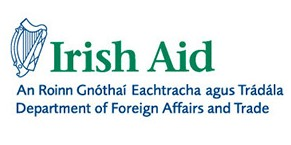 Irish Aid
An Roinn Gnóthaí Eachtracha agus Trádála
Department of Foreign Affairs and Trade